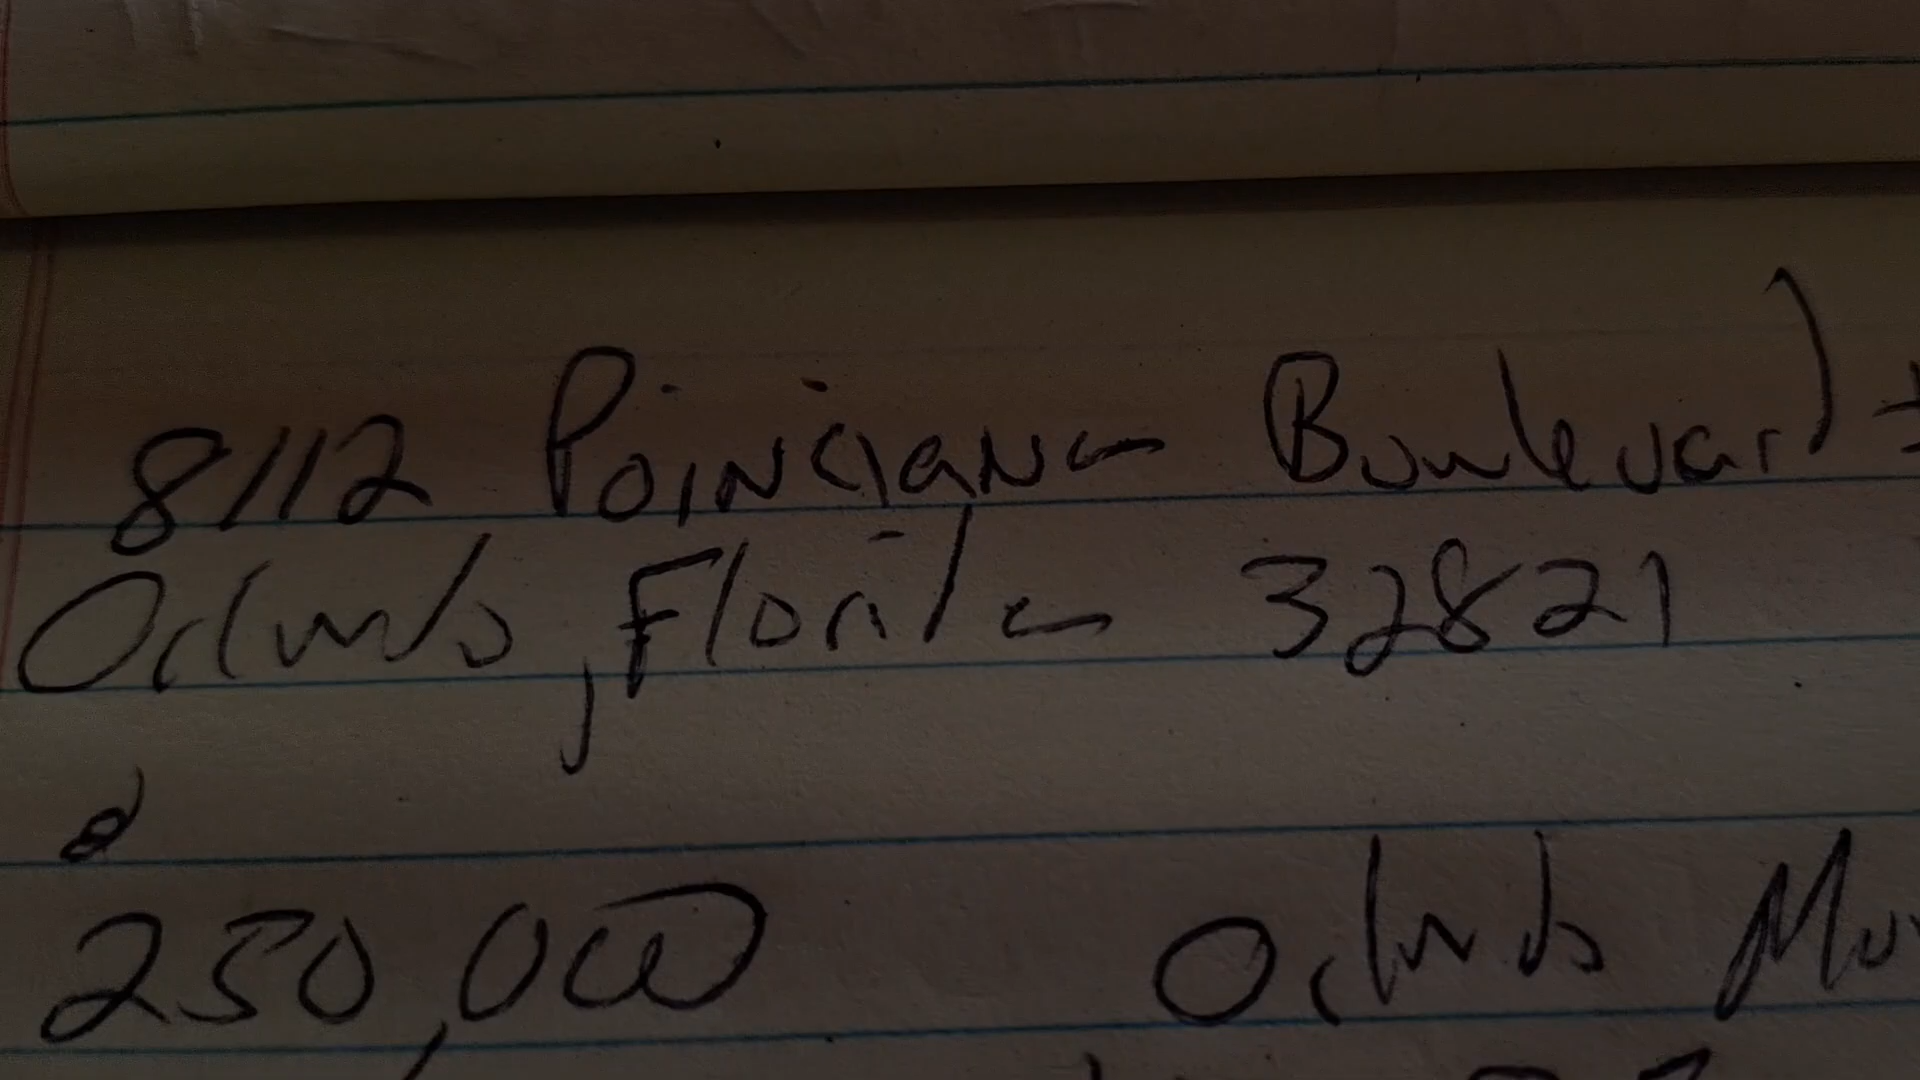 8112 Poinciana Boulevard
Orlando, Florida 32821
250,000 Orlando